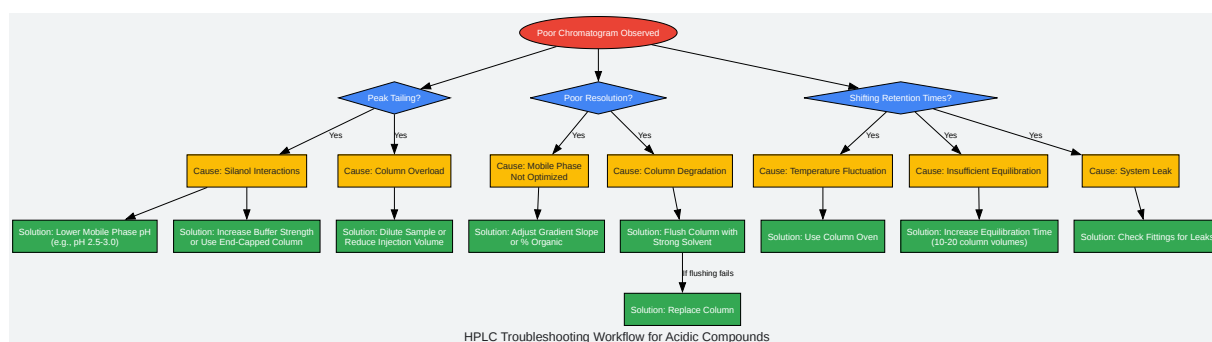 Poor Chromatogram Observed
Peak Tailing?
Poor Resolution?
Shifting Retention Times?
Yes
Yes
Yes
Yes
Yes
Yes
Yes
Cause: Silanol Interactions
Cause: Column Overload
Cause: Mobile Phase
Not Optimized
Cause: Column Degradation
Cause: Temperature Fluctuation
Cause: Insufficient Equilibration
Cause: System Leak
Solution: Lower Mobile Phase pH
(e.g., pH 2.5-3.0)
Solution: Increase Buffer Strength
or Use End-Capped Column
Solution: Dilute Sample or
Reduce Injection Volume
Solution: Adjust Gradient Slope
or % Organic
Solution: Flush Column with
Strong Solvent
Solution: Use Column Oven
Solution: Increase Equilibration Time
(10-20 column volumes)
Solution: Check Fittings for Leaks
If flushing fails
Solution: Replace Column
HPLC Troubleshooting Workflow for Acidic Compounds